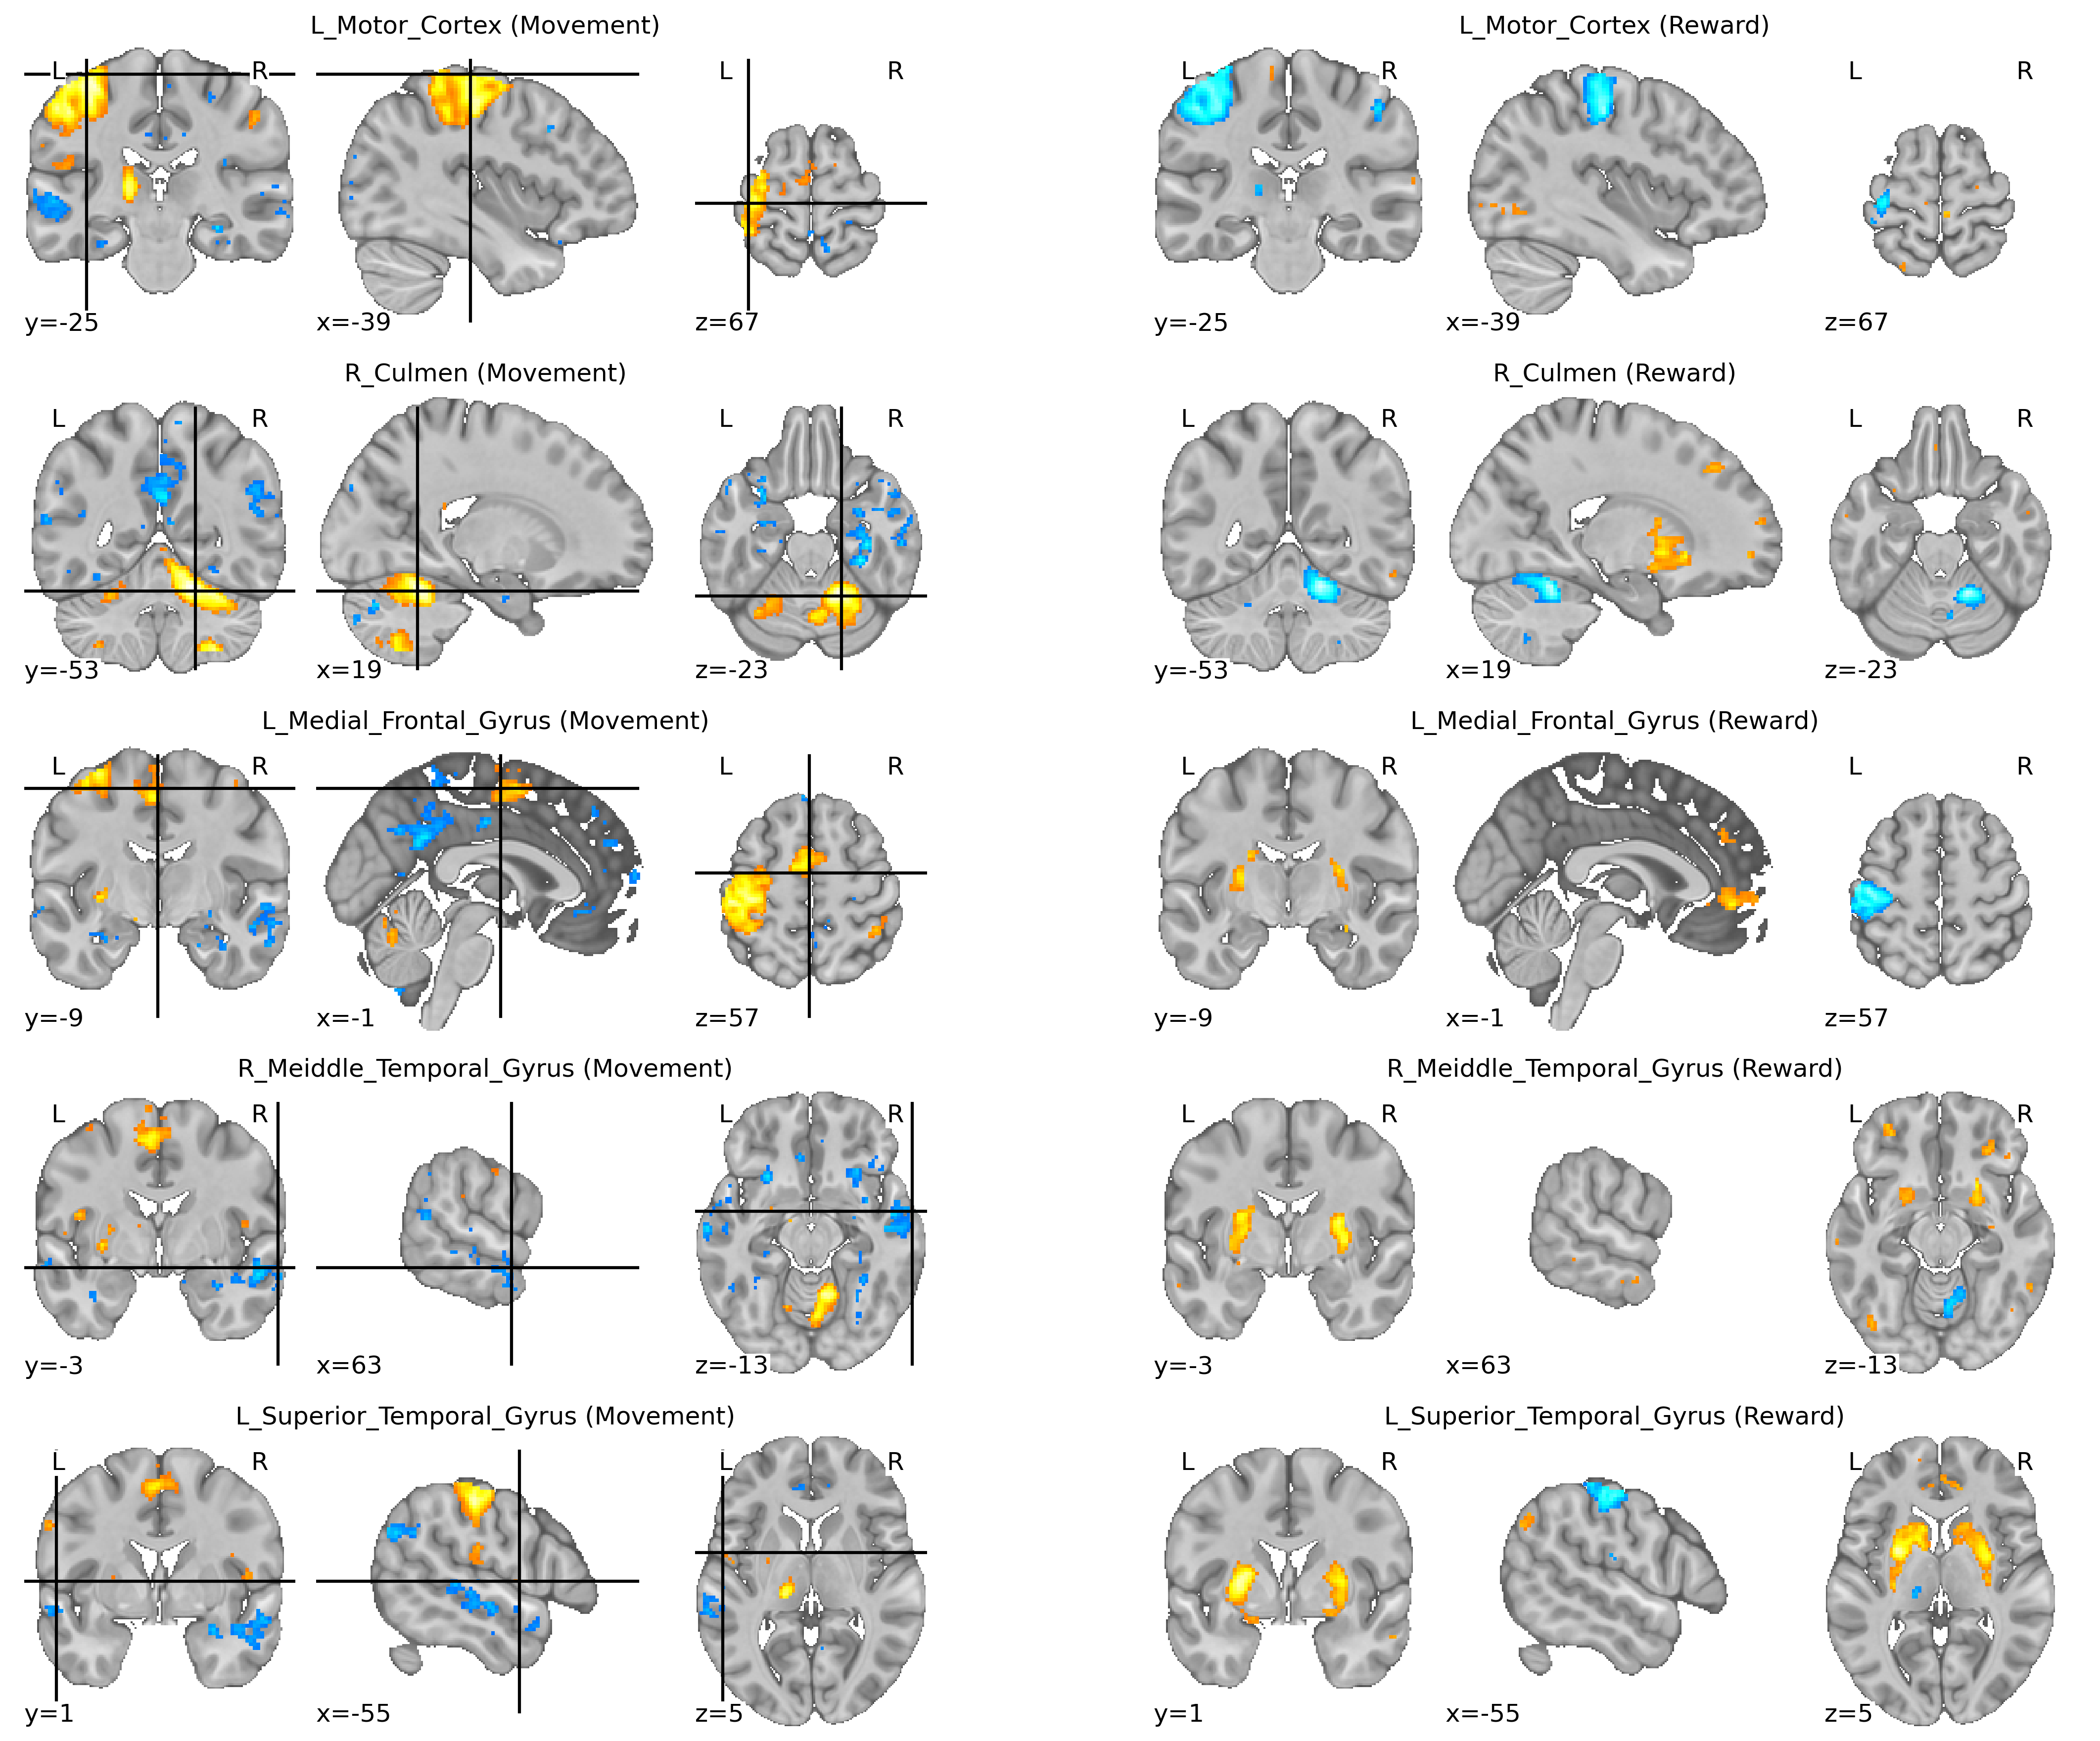 L_Motor_Cortex (Movement)
L_Motor_Cortex (Reward)
L R L R
L R L R
y=-25 x=-39 z=67
y=-25 x=-39 z=67
R_Culmen (Movement)
R_Culmen (Reward)
L R L R
L R L R
y=-53 x=19 z=-23
y=-53 x=19 z=-23
L_Medial_Frontal_Gyrus (Movement)
L_Medial_Frontal_Gyrus (Reward)
L R L R
L R L R
y=-9 x=-1 z=57
y=-9 x=-1 z=57
R_Meiddle_Temporal_Gyrus (Movement)
R_Meiddle_Temporal_Gyrus (Reward)
L R L R
L R L R
y=-3 x=63 z=-13
y=-3 x=63 z=-13
L_Superior_Temporal_Gyrus (Movement)
L_Superior_Temporal_Gyrus (Reward)
L R L R
L R L R
y=1 x=-55 z=5
y=1 x=-55 z=5